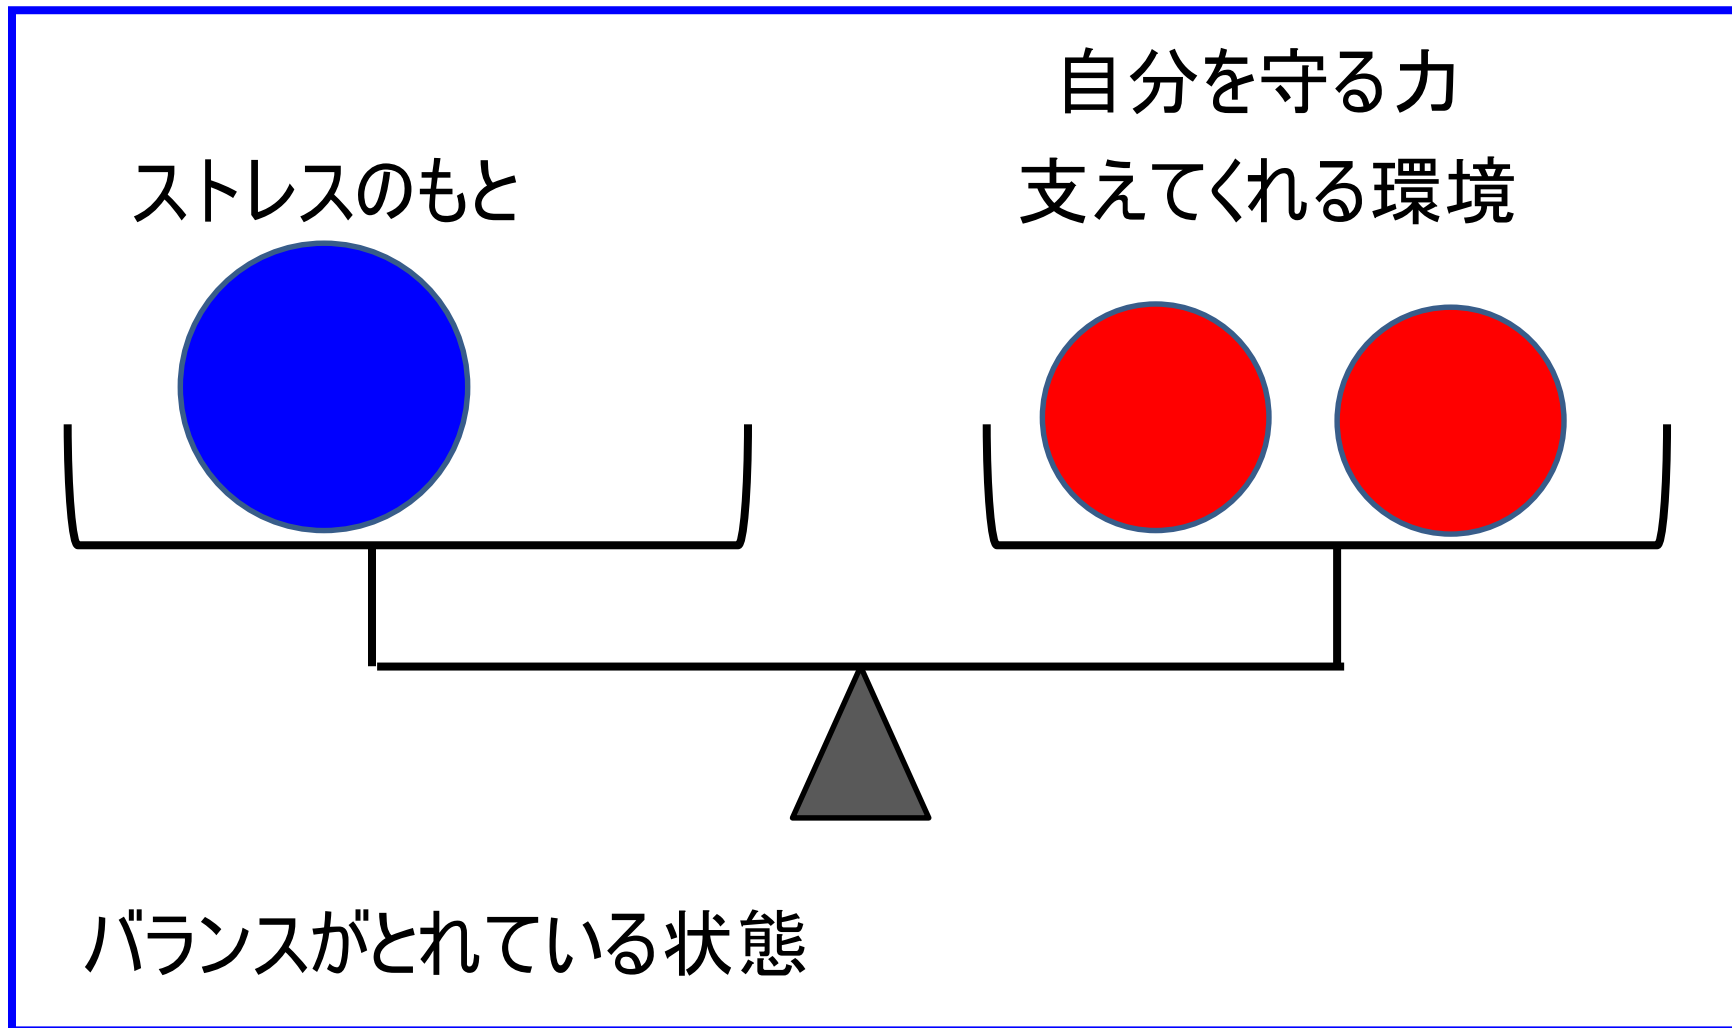 自分を守る力
ストレスのもと
支えてくれる環境
バランスがとれている状態